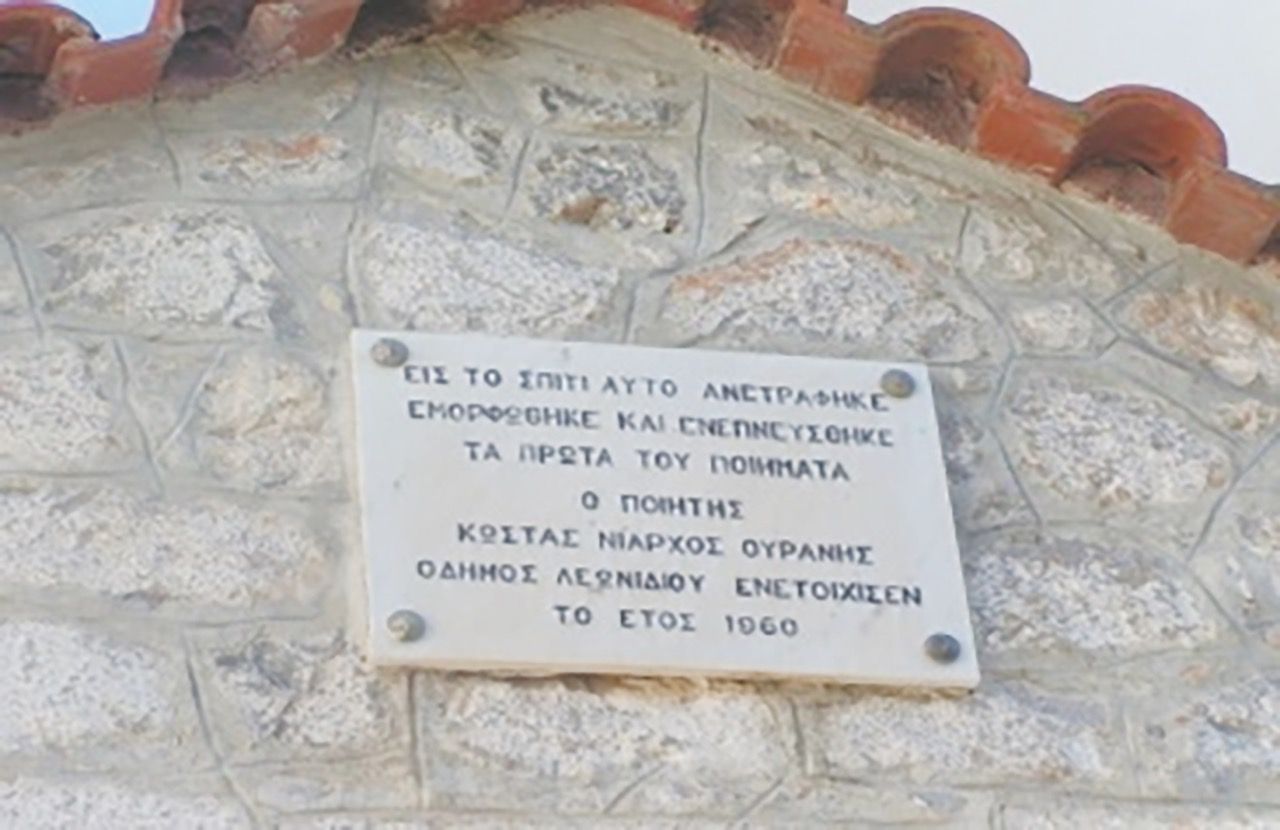 ΕΙΣ ΤΟ ΣΠΙΤΙ ΑΥΤΟ ΑΝΕΤΡΑΦΗΚΕ
ΕΜΟΡΦΩΘΗΚΕ ΚΑΙ ΕΝΕΠΝΕΥΣΘΗΚΕ
ΤΑ ΠΡΩΤΑ ΤΟΥ ΠΟΙΗΜΑΤΑ
Ο ΠΟΙΗΤΗΣ
ΚΩΣΤΑΣ ΝΙΑΡΧΟΣ ΟΥΡΑΝΗΣ
Ο ΔΗΜΟΣ ΛΕΩΝΙΔΙΟΥ ΕΝΕΤΟΙΧΙΣΕΝ
ΤΟ ΕΤΟΣ 1960